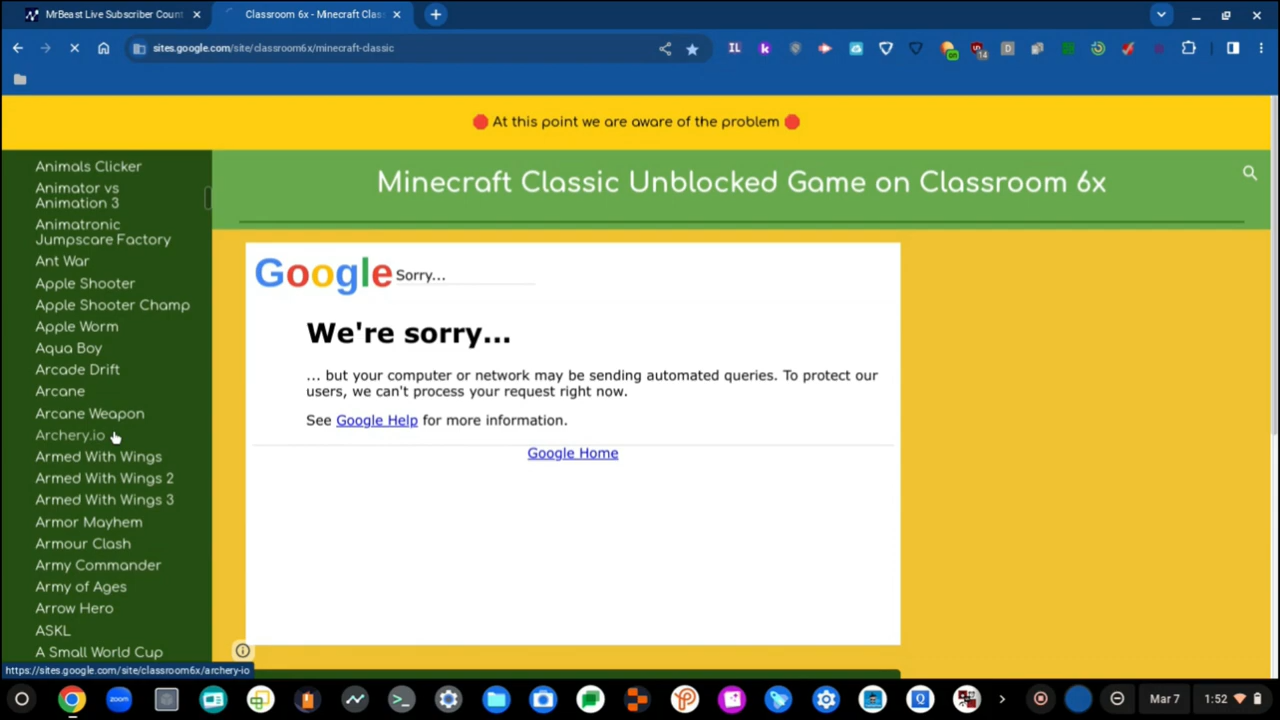 MrBeast Live Subscriber Count
Classroom 6x - Minecraft Clas
sites.google.com/site/classroom6x/minecraft-classic
At this point we are aware of the problem
Minecraft Classic Unblocked Game on Classroom 6x
Animals Clicker
Animator vs
Animation 3
Animatronic
Jumpscare Factory
Ant War
Apple Shooter
Apple Shooter Champ
Apple Worm
Aqua Boy
Arcade Drift
Arcane
Arcane Weapon
Archery.io
Armed With Wings
Armed With Wings 2
Armed With Wings 3
Armor Mayhem
Armour Clash
Army Commander
Army of Ages
Arrow Hero
ASKL
A Small World Cup
Google Sorry...
We're sorry...
... but your computer or network may be sending automated queries. To protect our
users, we can't process your request right now.
See Google Help for more information.
Google Home
https://sites.google.com/site/classroom6x/archery-io
zoom
Mar 7
1:52